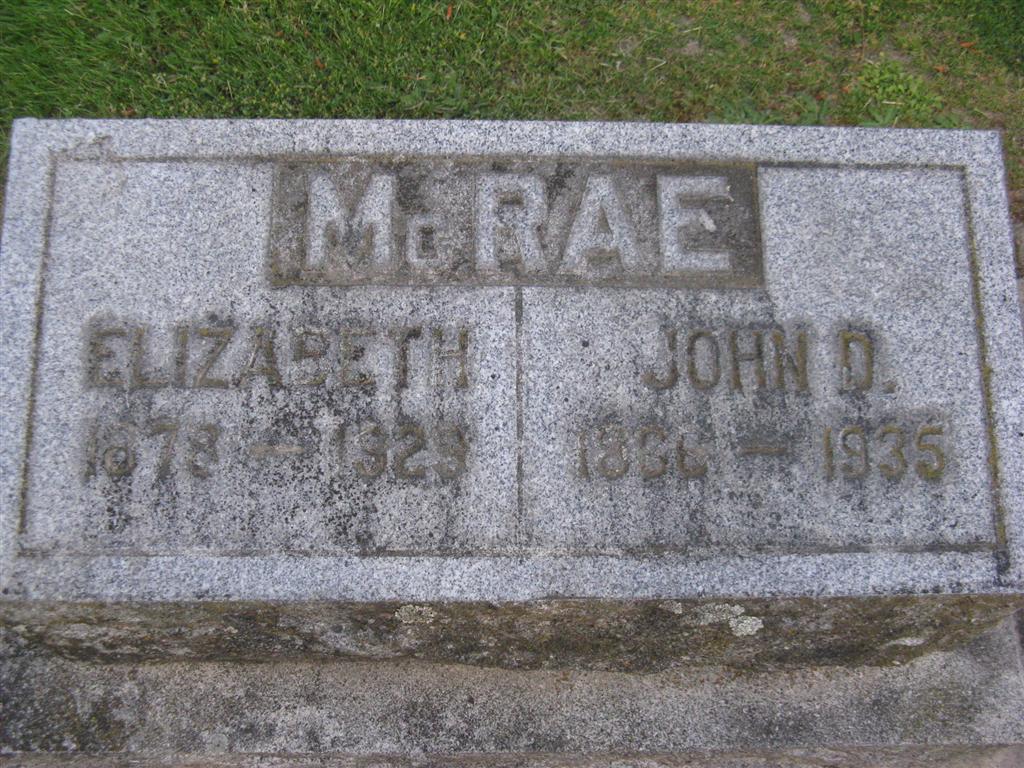 McRAE
ELIZABETH
1878 — 1929
JOHN D.
1866 — 1935